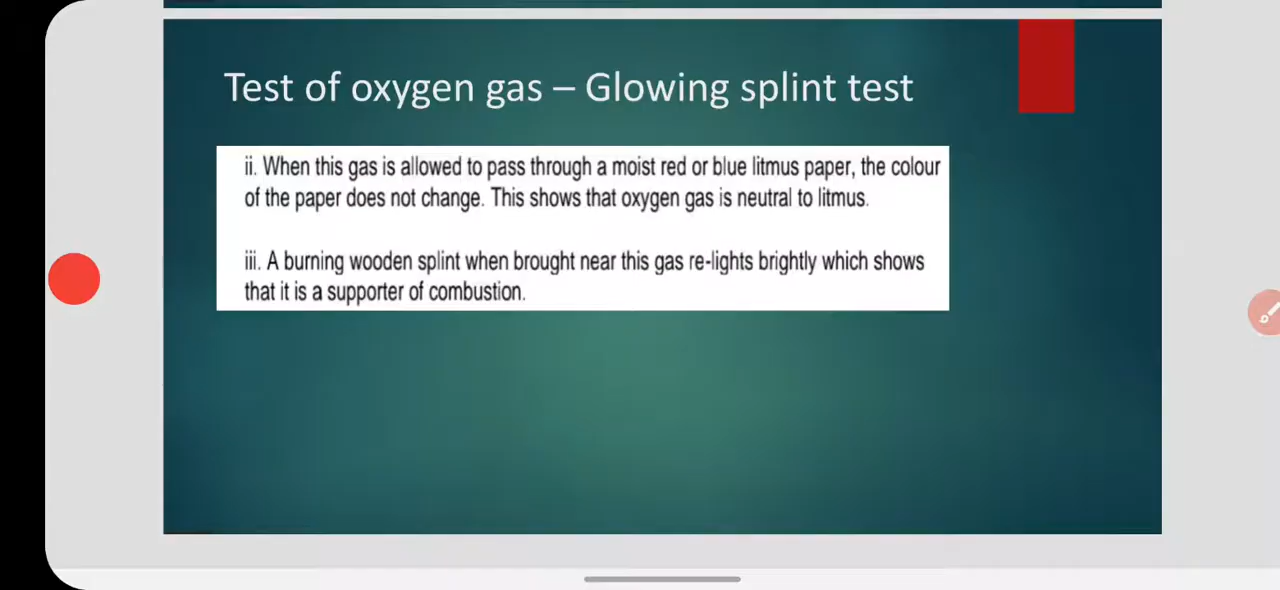 Test of oxygen gas – Glowing splint test
ii. When this gas is allowed to pass through a moist red or blue litmus paper, the colour
of the paper does not change. This shows that oxygen gas is neutral to litmus.
iii. A burning wooden splint when brought near this gas re-lights brightly which shows
that it is a supporter of combustion.